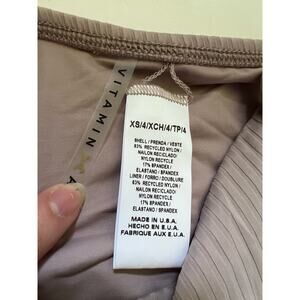 VITAMIN A
XS/4/XCH/4/TP/4
SHELL / PRENDA / VESTE
83% RECYCLED NYLON /
NAILON RECICLADO/
NYLON RECYCLE
17% SPANDEX /
ELASTANO / SPANDEX
LINER / FORRO / DOUBLURE
83% RECYCLED NYLON /
NAILON RECICLADO/
NYLON RECYCLE
17% SPANDEX /
ELASTANO / SPANDEX
MADE IN U.S.A.
HECHO EN E.U.
FABRIQUE AUX E.U.